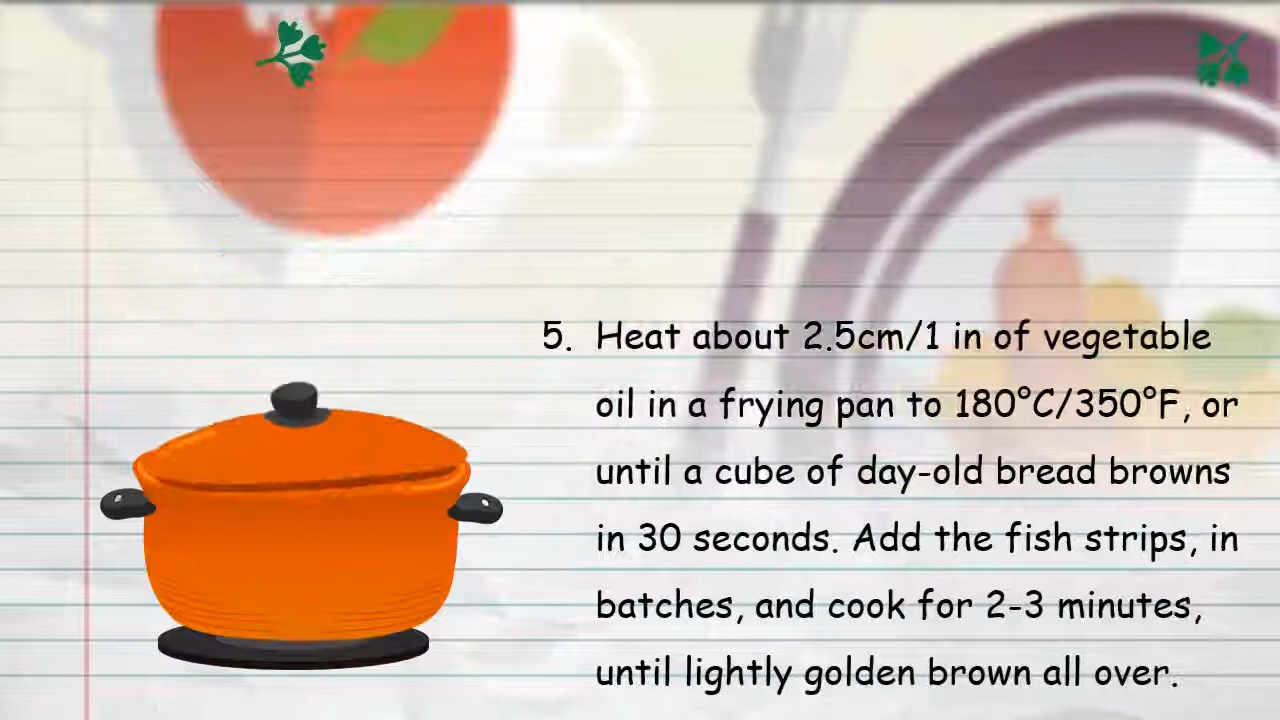 5. Heat about 2.5cm/1 in of vegetable
oil in a frying pan to 180°C/350°F, or
until a cube of day-old bread browns
in 30 seconds. Add the fish strips, in
batches, and cook for 2-3 minutes,
until lightly golden brown all over.